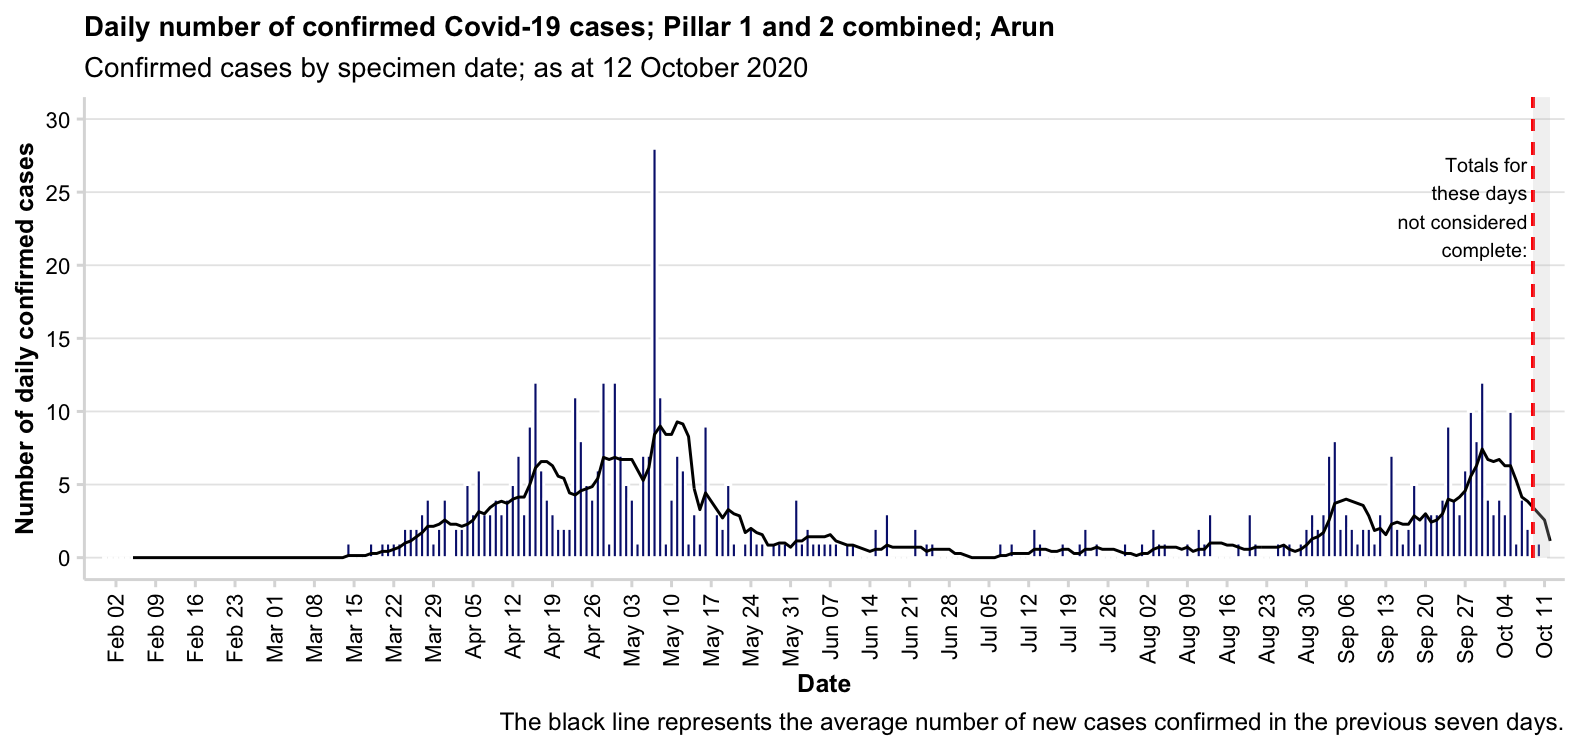 Daily number of confirmed Covid-19 cases; Pillar 1 and 2 combined; Arun
Confirmed cases by specimen date; as at 12 October 2020
Number of daily confirmed cases
30
25
20
15
10
5
0
Totals for
these days
not considered
complete:
Feb 02
Feb 09
Feb 16
Feb 23
Mar 01
Mar 08
Mar 15
Mar 22
Mar 29
Apr 05
Apr 12
Apr 19
Apr 26
May 03
May 10
May 17
May 24
May 31
Jun 07
Jun 14
Jun 21
Jun 28
Jul 05
Jul 12
Jul 19
Jul 26
Aug 02
Aug 09
Aug 16
Aug 23
Aug 30
Sep 06
Sep 13
Sep 20
Sep 27
Oct 04
Oct 11
Date
The black line represents the average number of new cases confirmed in the previous seven days.